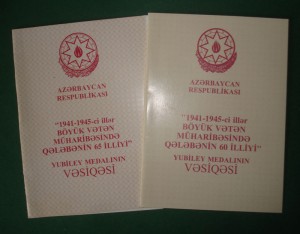 AZƏRBAYCAN
RESPUBLİKASI
"1941-1945-ci illər
BÖYÜK VƏTƏN
MÜHARİBƏSİNDƏ
QƏLƏBƏNİN 65 İLLİYİ"
YUBİLEY MEDALININ
VƏSİQƏSİ
AZƏRBAYCAN
RESPUBLİKASI
"1941-1945-ci illər
BÖYÜK VƏTƏN
MÜHARİBƏSİNDƏ
QƏLƏBƏNİN 60 İLLİYİ"
YUBİLEY MEDALININ
VƏSİQƏSİ